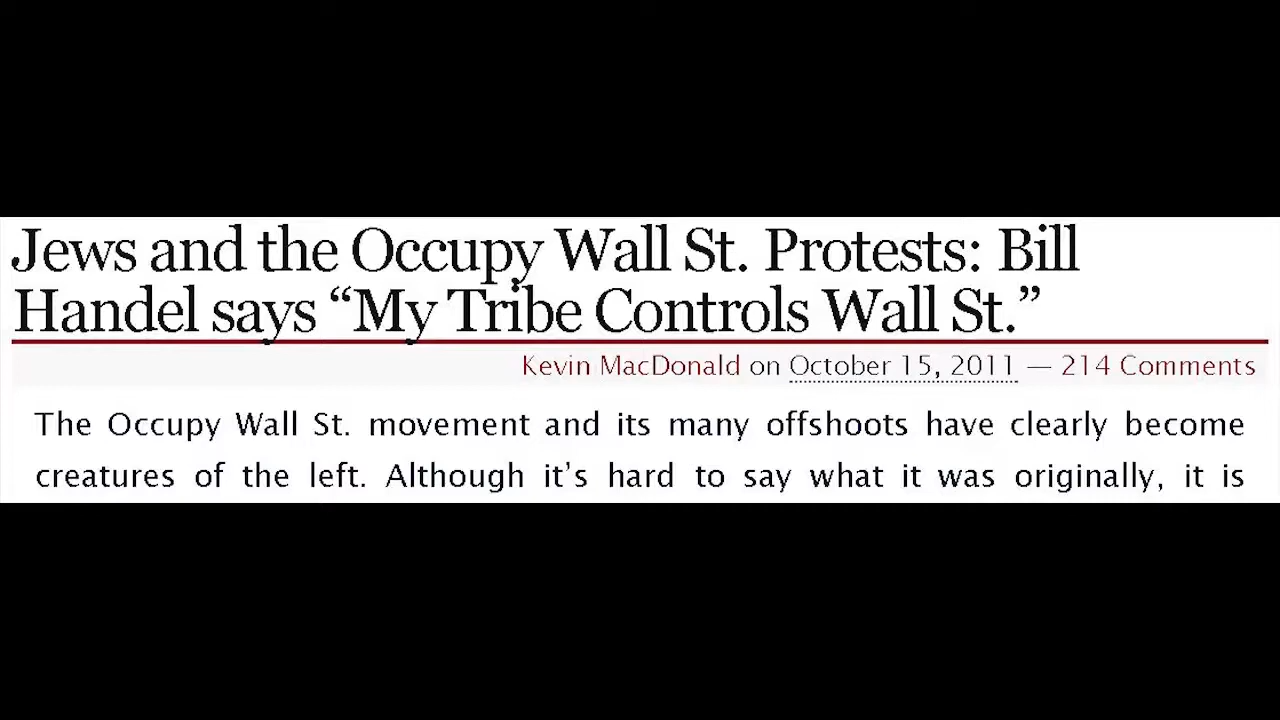 Jews and the Occupy Wall St. Protests: Bill
Handel says “My Tribe Controls Wall St.”
Kevin MacDonald on October 15, 2011 — 214 Comments
The Occupy Wall St. movement and its many offshoots have clearly become
creatures of the left. Although it’s hard to say what it was originally, it is